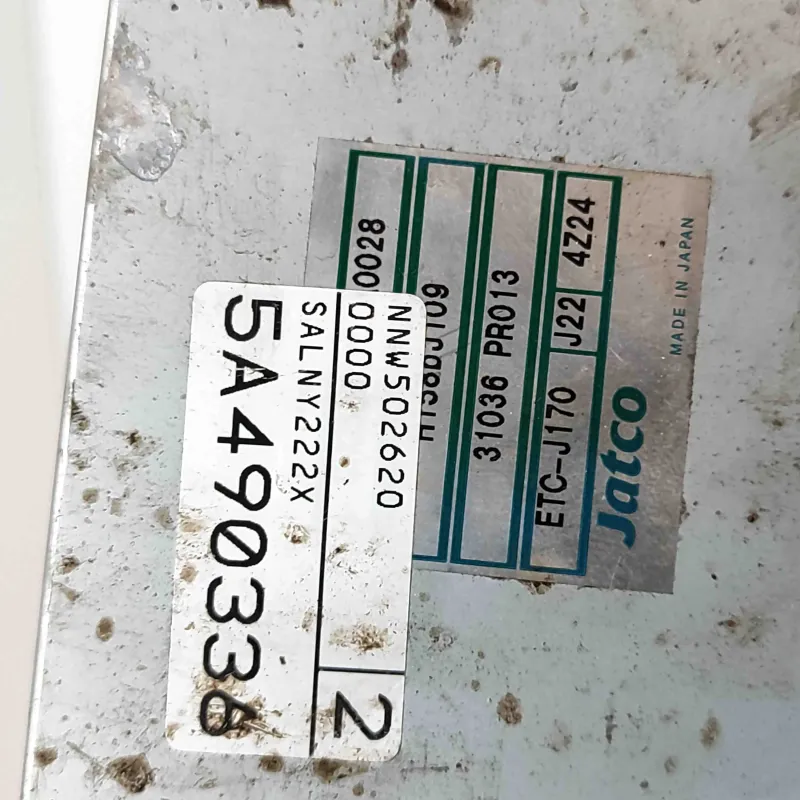 NNW502620
0000
SALNY222X
5A490336
2
0028
31036 PR013
ETC-J170 J22 4Z24
Jatco
MADE IN JAPAN